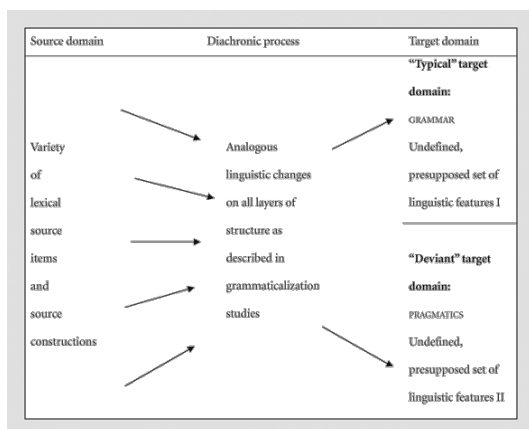 Source domain
Diachronic process
Target domain
Variety
of
lexical
source
items
and
source
constructions
Analogous
linguistic changes
on all layers of
structure as
described in
grammaticalization
studies
“Typical” target
domain:
GRAMMAR
Undefined,
presupposed set of
linguistic features I
“Deviant” target
domain:
PRAGMATICS
Undefined,
presupposed set of
linguistic features II